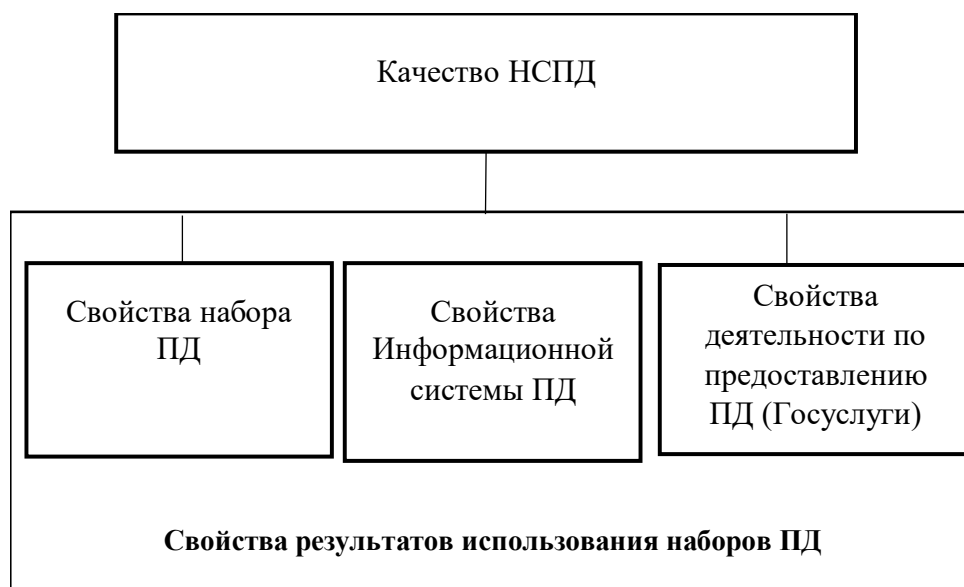 Качество НСПД
Свойства набора
ПД
Свойства
Информационной
системы ПД
Свойства
деятельности по
предоставлению
ПД (Госуслуги)
Свойства результатов использования наборов ПД